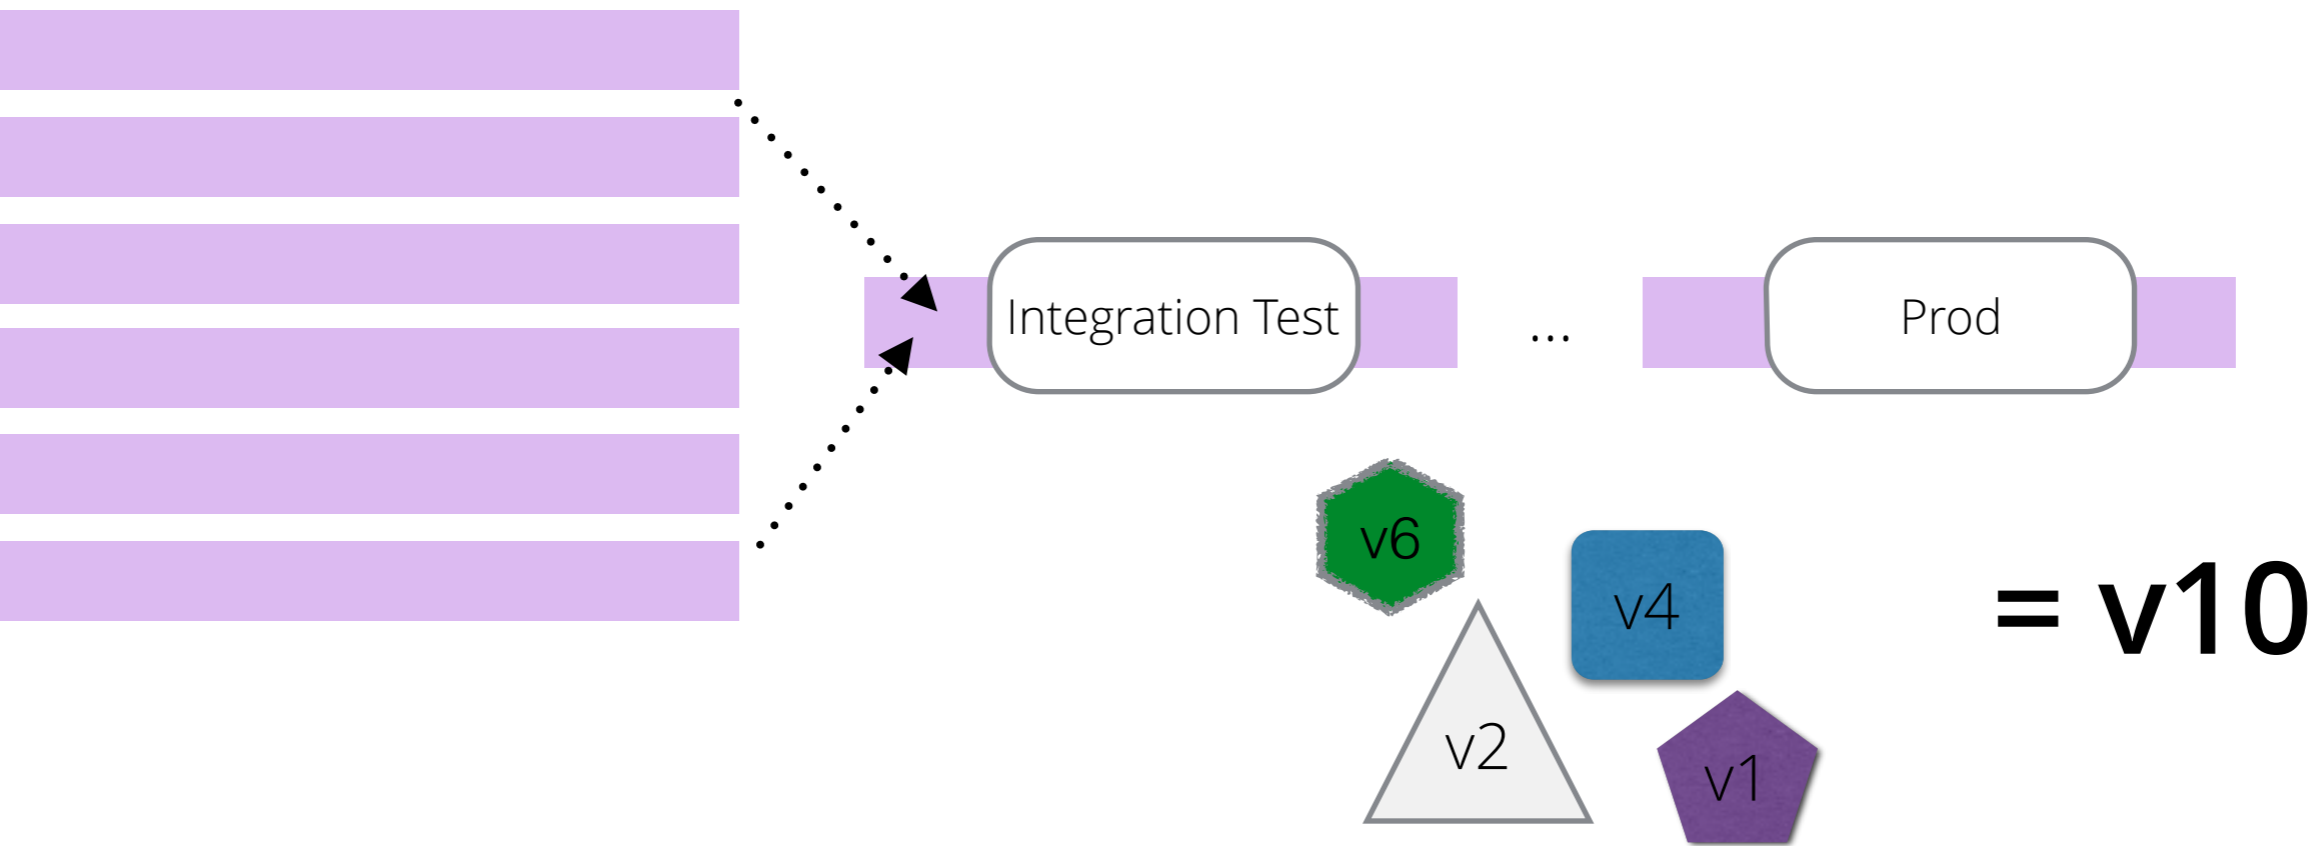 Integration Test
...
Prod
v6
v4
= v10
v2
v1